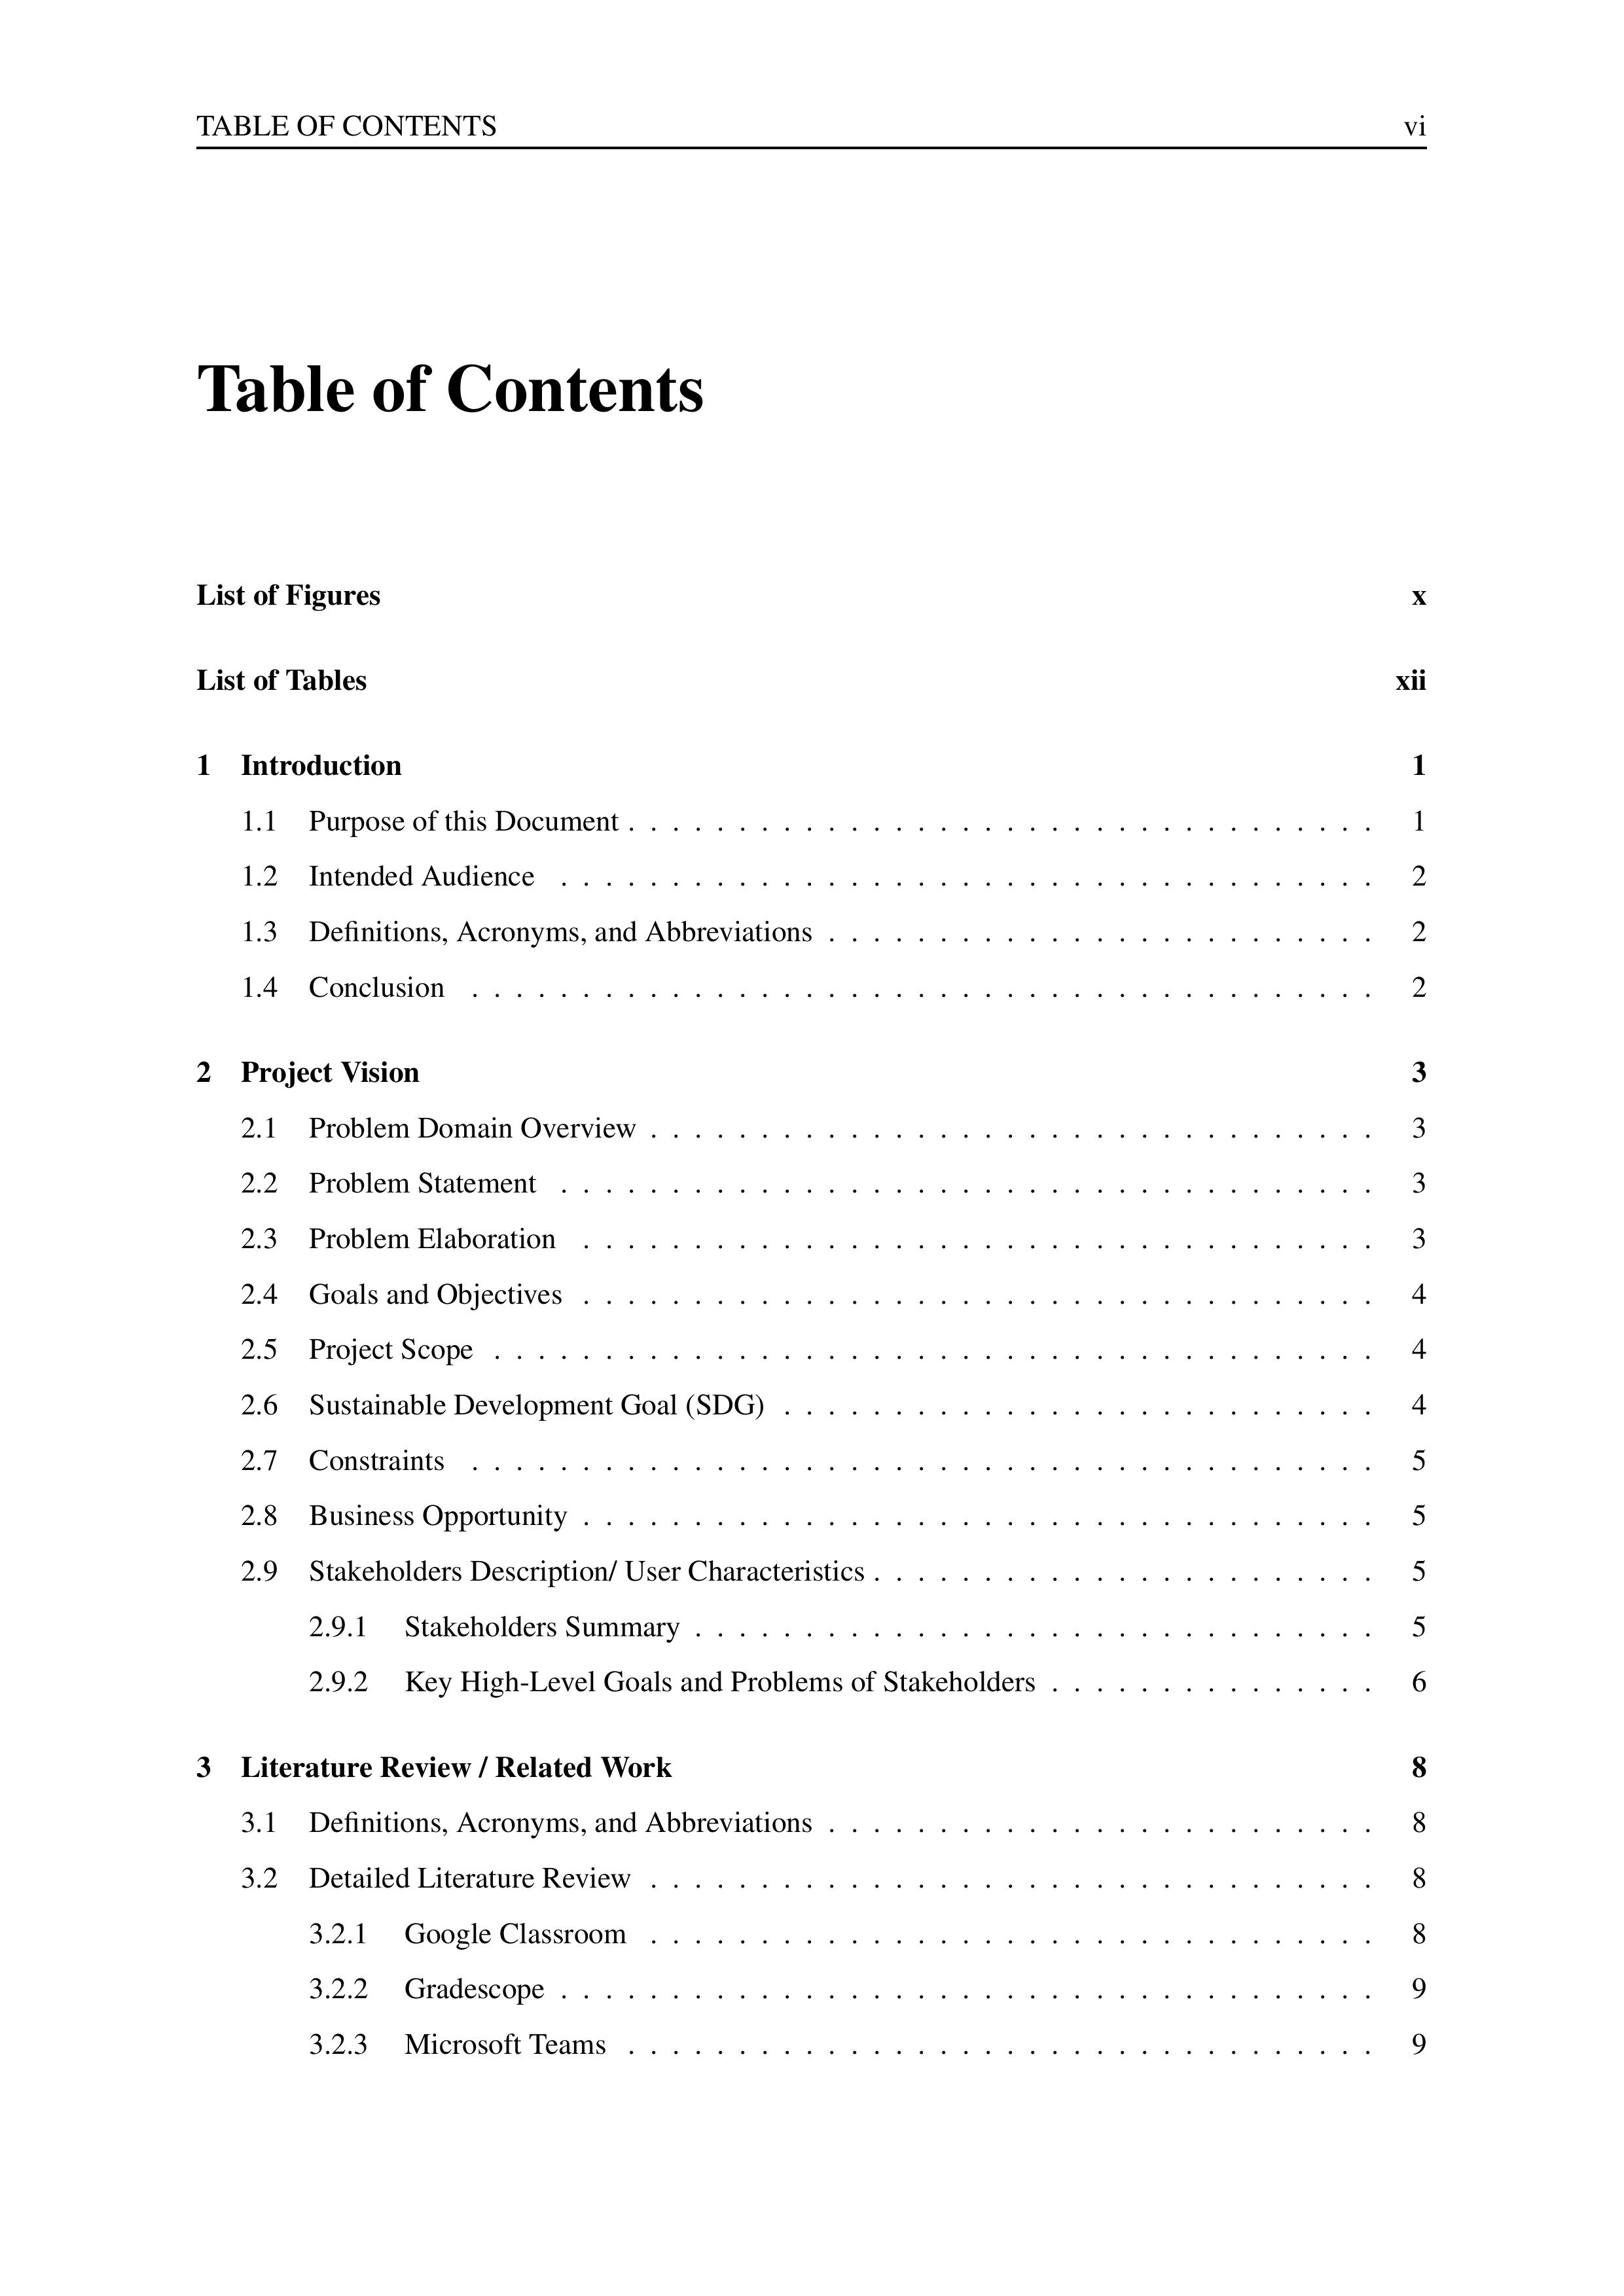 TABLE OF CONTENTS vi
Table of Contents
List of Figures x
List of Tables xii
1 Introduction 1
1.1 Purpose of this Document . . . . . . . . . . . . . . . . . . . . . . . . . . . . . . . . . . 1
1.2 Intended Audience . . . . . . . . . . . . . . . . . . . . . . . . . . . . . . . . . . . . . 2
1.3 Definitions, Acronyms, and Abbreviations . . . . . . . . . . . . . . . . . . . . . . . . . 2
1.4 Conclusion . . . . . . . . . . . . . . . . . . . . . . . . . . . . . . . . . . . . . . . . . 2
2 Project Vision 3
2.1 Problem Domain Overview . . . . . . . . . . . . . . . . . . . . . . . . . . . . . . . . . 3
2.2 Problem Statement . . . . . . . . . . . . . . . . . . . . . . . . . . . . . . . . . . . . . 3
2.3 Problem Elaboration . . . . . . . . . . . . . . . . . . . . . . . . . . . . . . . . . . . . 3
2.4 Goals and Objectives . . . . . . . . . . . . . . . . . . . . . . . . . . . . . . . . . . . . 4
2.5 Project Scope . . . . . . . . . . . . . . . . . . . . . . . . . . . . . . . . . . . . . . . . 4
2.6 Sustainable Development Goal (SDG) . . . . . . . . . . . . . . . . . . . . . . . . . . . 4
2.7 Constraints . . . . . . . . . . . . . . . . . . . . . . . . . . . . . . . . . . . . . . . . . 5
2.8 Business Opportunity . . . . . . . . . . . . . . . . . . . . . . . . . . . . . . . . . . . . 5
2.9 Stakeholders Description/ User Characteristics . . . . . . . . . . . . . . . . . . . . . . . 5
2.9.1 Stakeholders Summary . . . . . . . . . . . . . . . . . . . . . . . . . . . . . . . 5
2.9.2 Key High-Level Goals and Problems of Stakeholders . . . . . . . . . . . . . . . 6
3 Literature Review / Related Work 8
3.1 Definitions, Acronyms, and Abbreviations . . . . . . . . . . . . . . . . . . . . . . . . . 8
3.2 Detailed Literature Review . . . . . . . . . . . . . . . . . . . . . . . . . . . . . . . . . 8
3.2.1 Google Classroom . . . . . . . . . . . . . . . . . . . . . . . . . . . . . . . . . 8
3.2.2 Gradescope . . . . . . . . . . . . . . . . . . . . . . . . . . . . . . . . . . . . . 9
3.2.3 Microsoft Teams . . . . . . . . . . . . . . . . . . . . . . . . . . . . . . . . . . 9